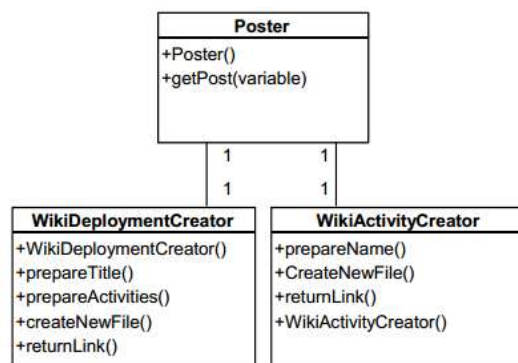 Poster
+Poster()
+getPost(variable)
1 1
1 1
WikiDeploymentCreator
+WikiDeploymentCreator()
+prepareTitle()
+prepareActivities()
+createNewFile()
+returnLink()
WikiActivityCreator
+prepareName()
+CreateNewFile()
+returnLink()
+WikiActivityCreator()